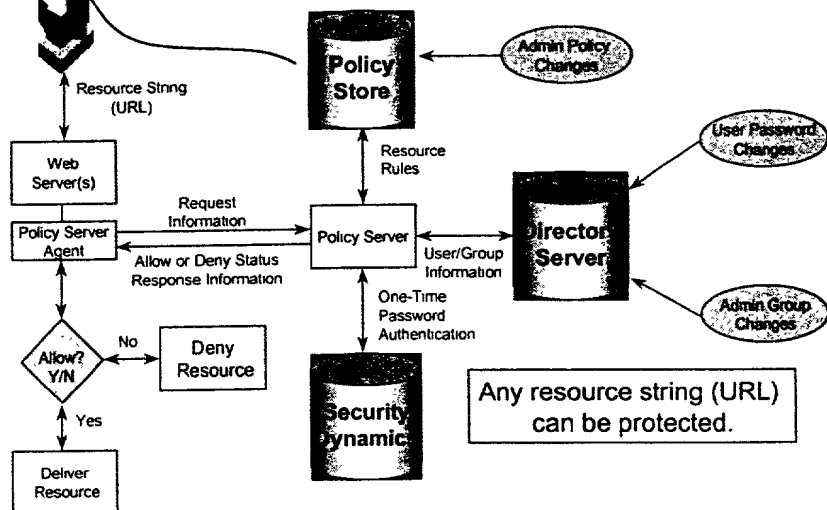 Policy
Store
Admin Policy
Changes
Resource String
(URL)
User Password
Changes
Web
Server(s)
Resource
Rules
Request
Information
Policy Server
Agent
Policy Server
Allow or Deny Status
Response Information
User/Group
Information
Director
Server
One-Time
Password
Authentication
Admin Group
Changes
Allow?
Y/N
No
Deny
Resource
Yes
Security
Dynamic
Any resource string (URL)
can be protected.
Deliver
Resource